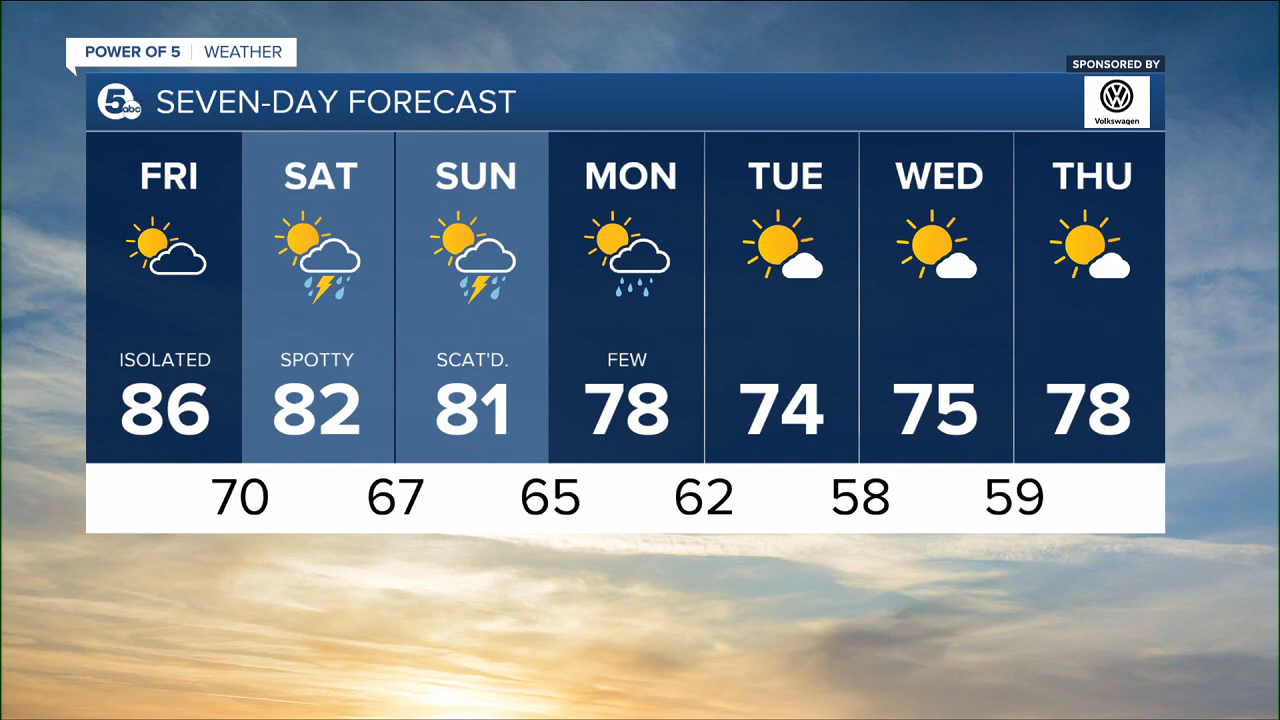 POWER OF 5 | WEATHER
SPONSORED BY
5 abc SEVEN-DAY FORECAST
Volkswagen
FRI SAT SUN MON TUE WED THU
ISOLATED SPOTTY SCAT'D. FEW
86 82 81 78 74 75 78
70 67 65 62 58 59